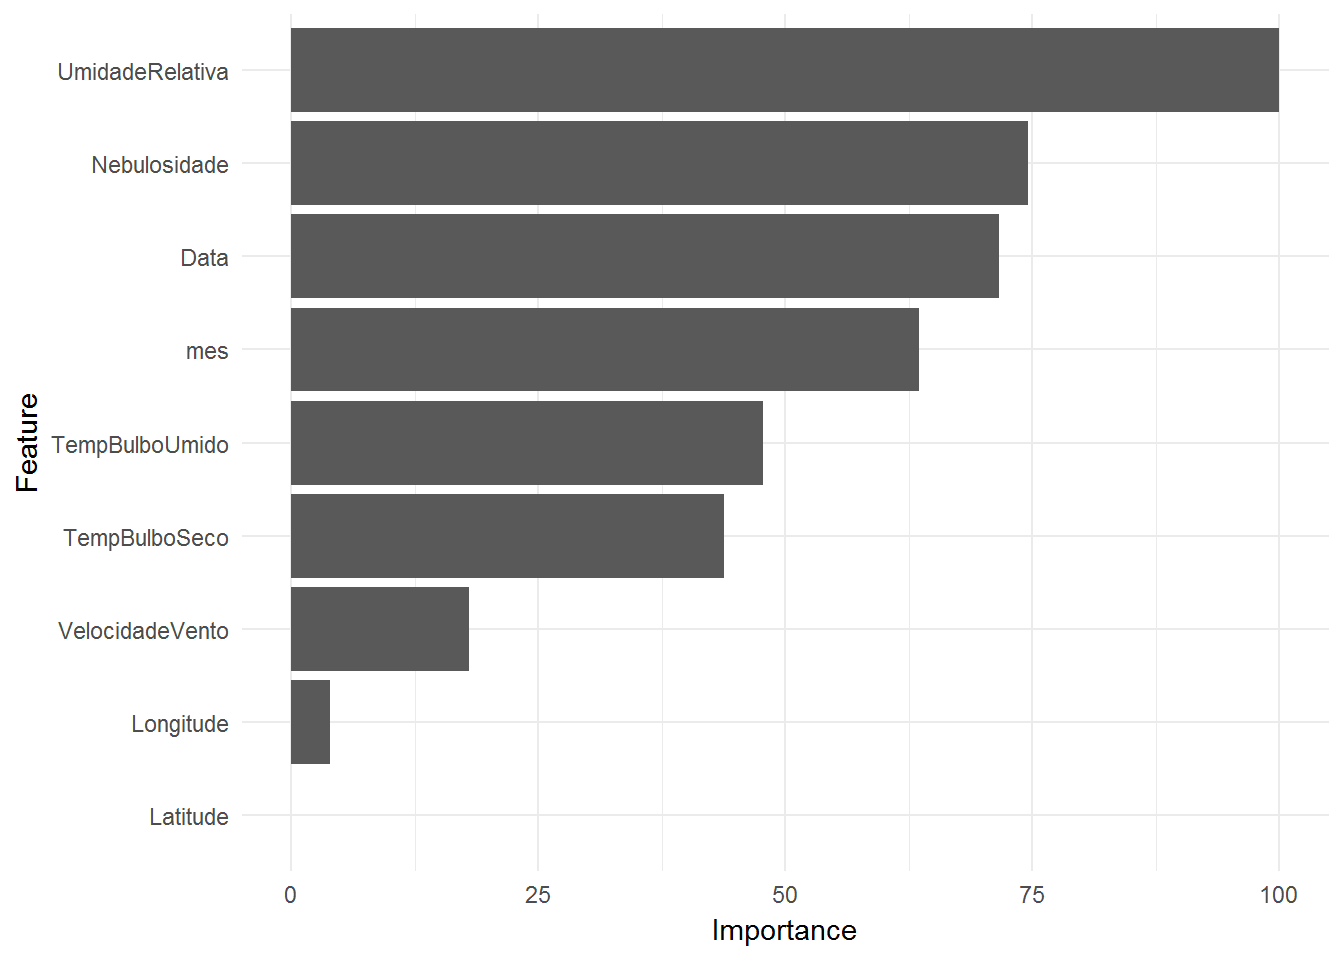 UmidadeRelativa
Nebulosidade
Data
mes
TempBulboUmido
TempBulboSeco
VelocidadeVento
Longitude
Latitude
Feature
0 25 50 75 100
Importance